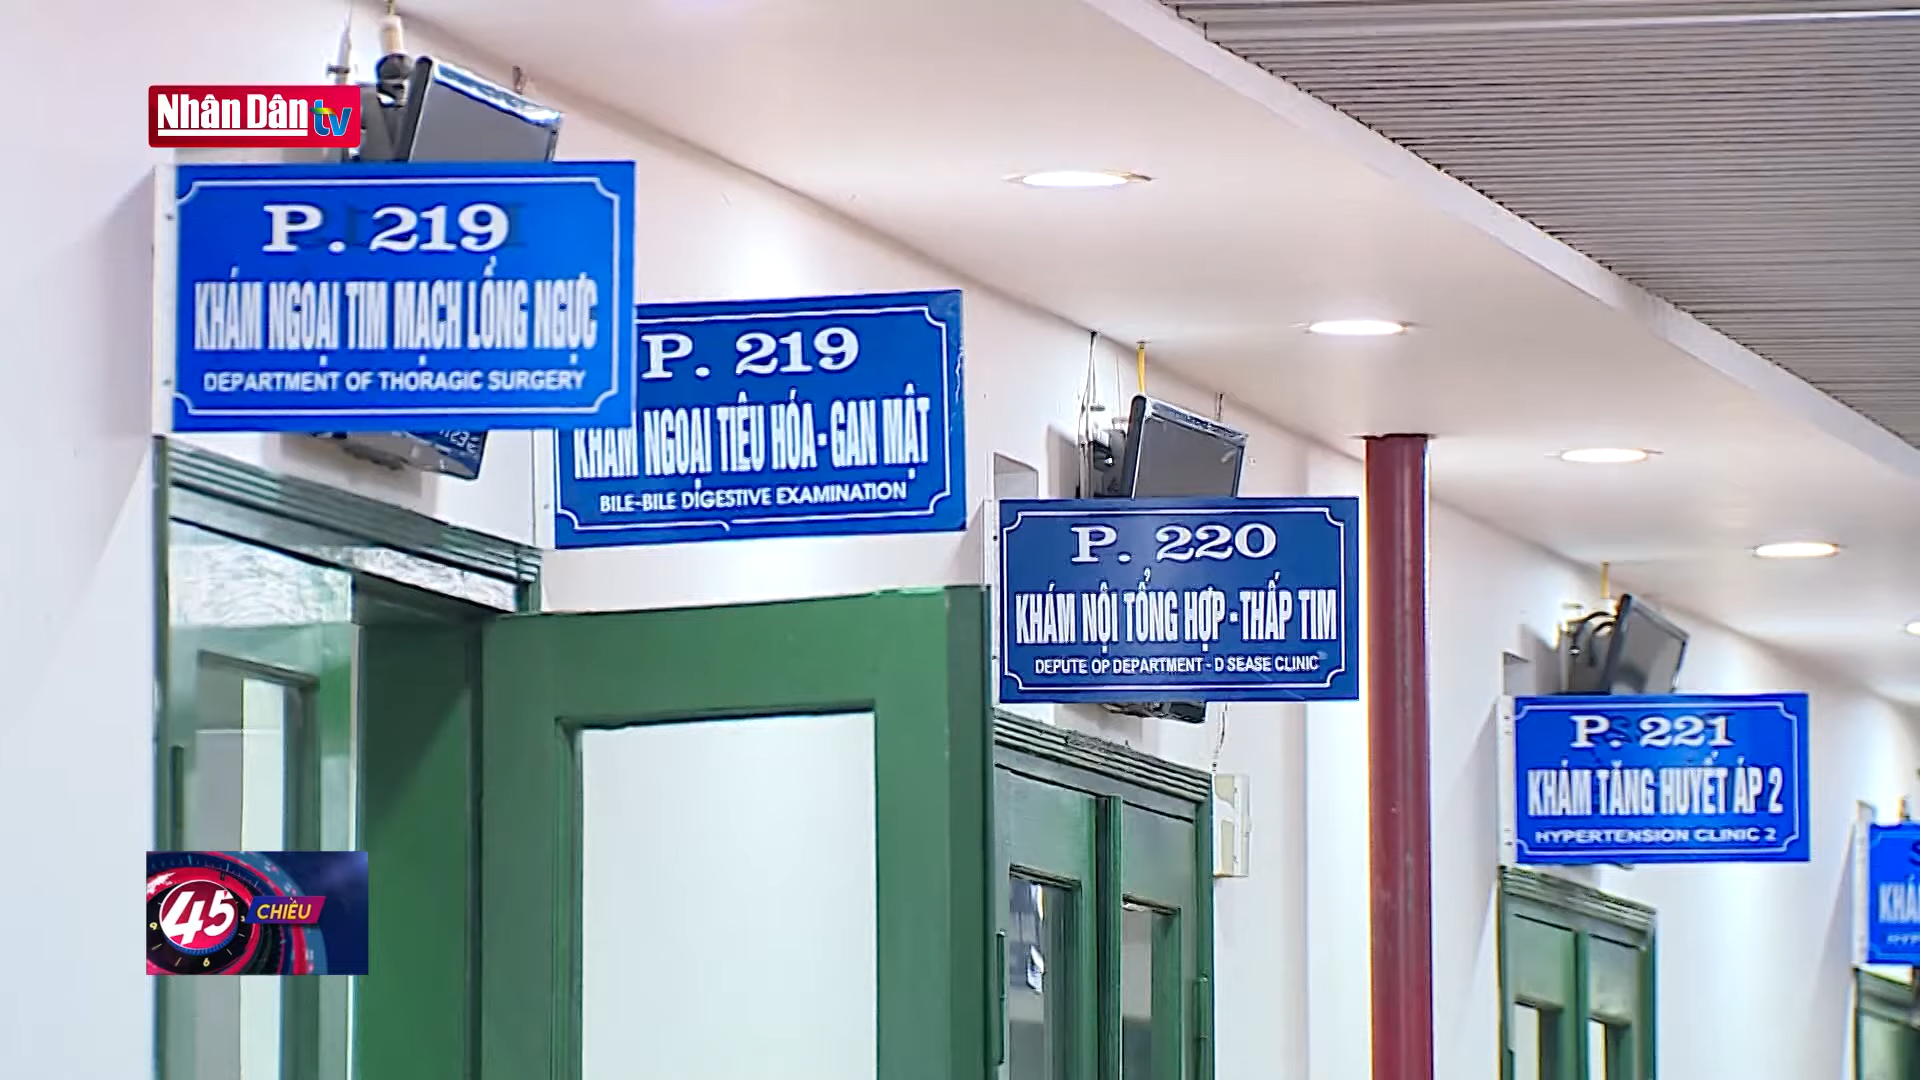 Nhân Dân tv
P. 219
KHÁM NGOẠI TIM MẠCH LỒNG NGỰC
DEPARTMENT OF THORAGIC SURGERY
P. 219
KHÁM NGOẠI TIÊU HÓA - GAN MẬT
BILE-BILE DIGESTIVE EXAMINATION
P. 220
KHÁM NỘI TỔNG HỢP - THẤP TIM
DEPUTE OP DEPARTMENT - D SEASE CLINIC
P. 221
KHÁM TĂNG HUYẾT ÁP 2
HYPERTENSION CLINIC 2
KHÁ
45 CHIỀU